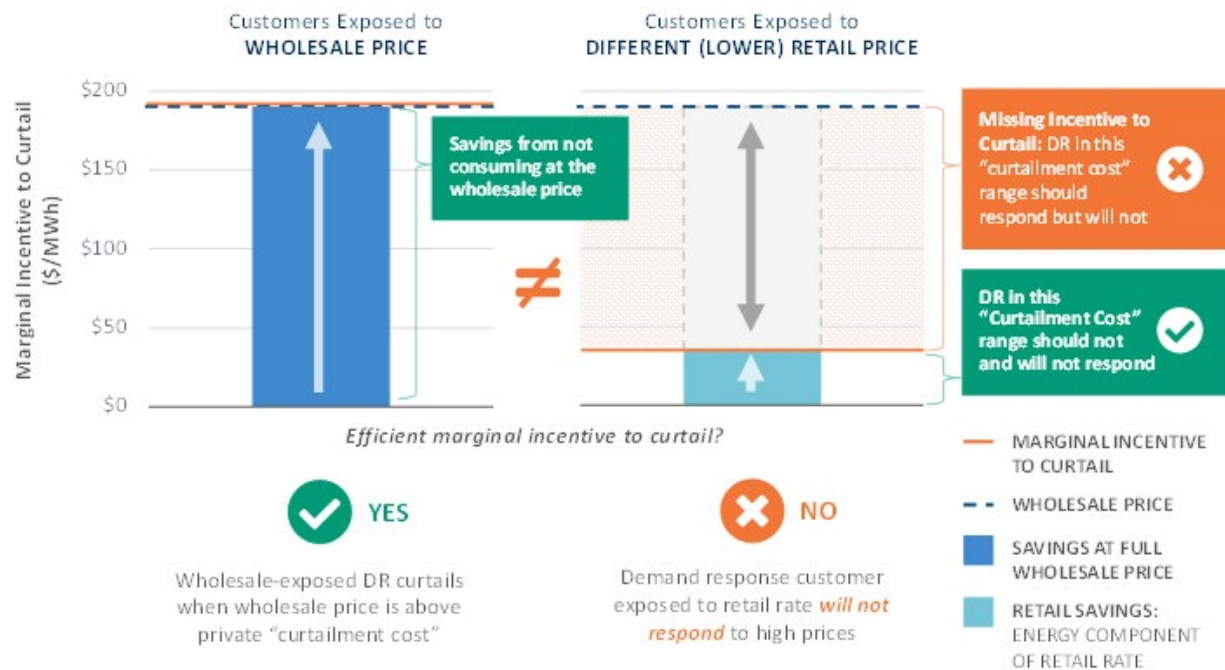 Customers Exposed to
WHOLESALE PRICE
Customers Exposed to
DIFFERENT (LOWER) RETAIL PRICE
Marginal Incentive to Curtail
($/MWh)
$200
$150
$100
$50
$0
Savings from not
consuming at the
wholesale price
≠
Missing Incentive to
Curtail: DR in this
"curtailment cost"
range should
respond but will not
DR in this
"Curtailment Cost"
range should not
and will not respond
Efficient marginal incentive to curtail?
YES
Wholesale-exposed DR curtails
when wholesale price is above
private "curtailment cost"
NO
Demand response customer
exposed to retail rate will not
respond to high prices
MARGINAL INCENTIVE
TO CURTAIL
WHOLESALE PRICE
SAVINGS AT FULL
WHOLESALE PRICE
RETAIL SAVINGS:
ENERGY COMPONENT
OF RETAIL RATE